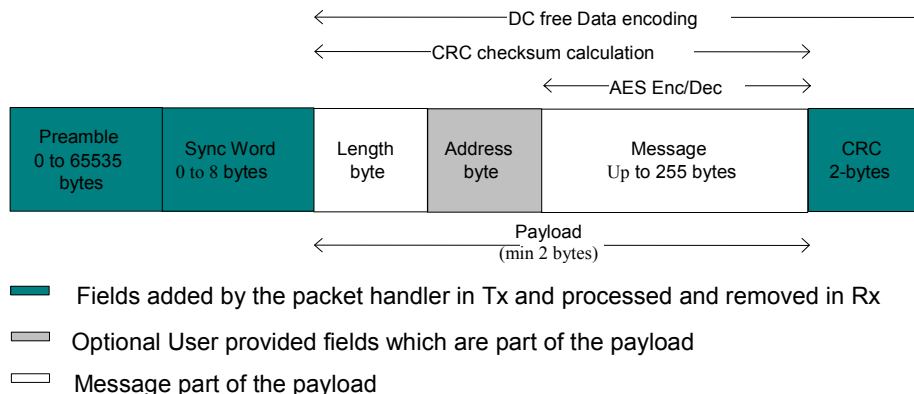 DC free Data encoding
CRC checksum calculation
AES Enc/Dec
Preamble
0 to 65535
bytes
Sync Word
0 to 8 bytes
Length
byte
Address
byte
Message
Up to 255 bytes
CRC
2-bytes
Payload
(min 2 bytes)
Fields added by the packet handler in Tx and processed and removed in Rx
Optional User provided fields which are part of the payload
Message part of the payload